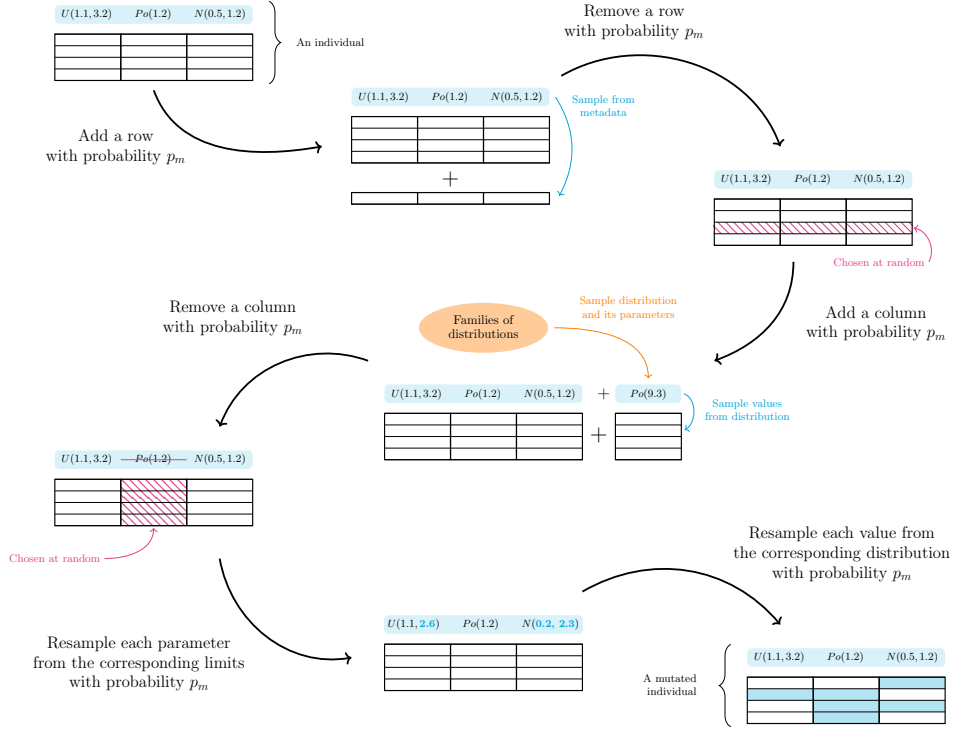 U(1.1, 3.2) Po(1.2) N(0.5, 1.2)
An individual
Add a row
with probability p_m
U(1.1, 3.2) Po(1.2) N(0.5, 1.2)
+
Sample from
metadata
Remove a row
with probability p_m
U(1.1, 3.2) Po(1.2) N(0.5, 1.2)
Chosen at random
Add a column
with probability p_m
Families of
distributions
Sample distribution
and its parameters
U(1.1, 3.2) Po(1.2) N(0.5, 1.2) + Po(9.3)
+
Sample values
from distribution
Remove a column
with probability p_m
U(1.1, 3.2) Po(1.2) N(0.5, 1.2)
Chosen at random
Resample each parameter
from the corresponding limits
with probability p_m
U(1.1, 2.6) Po(1.2) N(0.2, 2.3)
Resample each value from
the corresponding distribution
with probability p_m
U(1.1, 3.2) Po(1.2) N(0.5, 1.2)
A mutated
individual